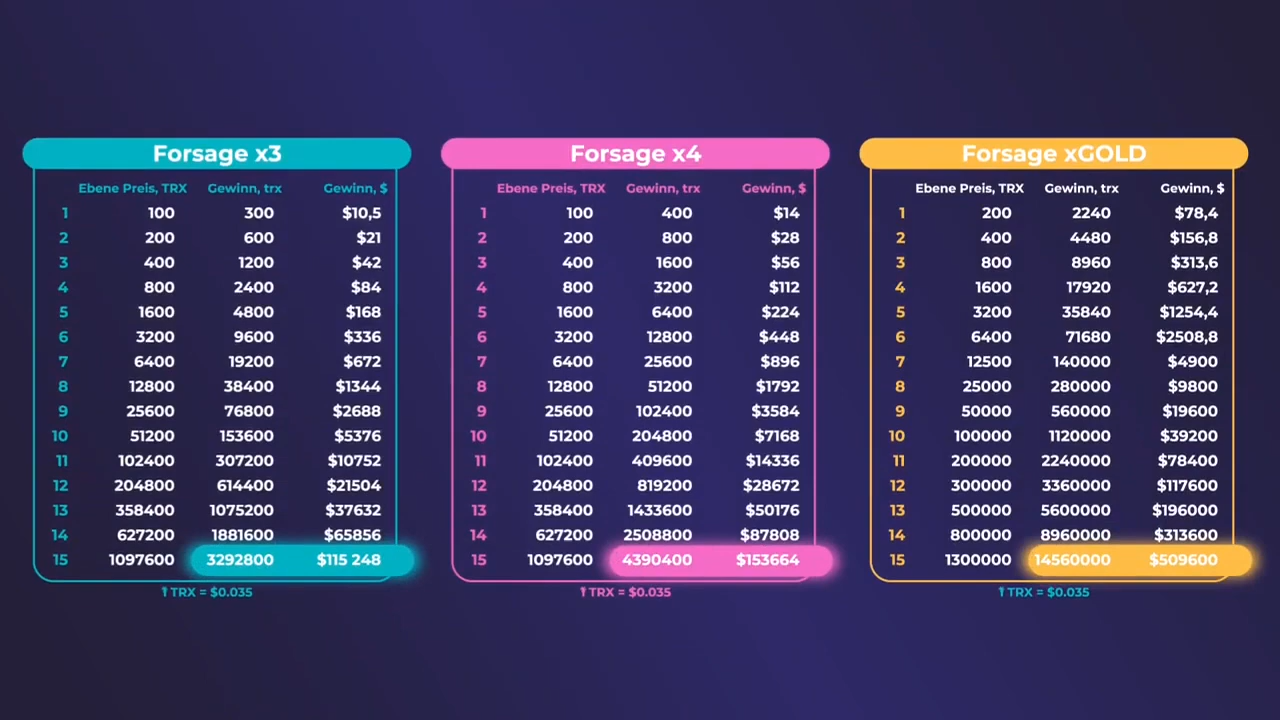 Forsage x3
Ebene Preis, TRX Gewinn, trx Gewinn, $
1 100 300 $10,5
2 200 600 $21
3 400 1200 $42
4 800 2400 $84
5 1600 4800 $168
6 3200 9600 $336
7 6400 19200 $672
8 12800 38400 $1344
9 25600 76800 $2688
10 51200 153600 $5376
11 102400 307200 $10752
12 204800 614400 $21504
13 358400 1075200 $37632
14 627200 1881600 $65856
15 1097600 3292800 $115 248
1 TRX = $0.035
Forsage x4
Ebene Preis, TRX Gewinn, trx Gewinn, $
1 100 400 $14
2 200 800 $28
3 400 1600 $56
4 800 3200 $112
5 1600 6400 $224
6 3200 12800 $448
7 6400 25600 $896
8 12800 51200 $1792
9 25600 102400 $3584
10 51200 204800 $7168
11 102400 409600 $14336
12 204800 819200 $28672
13 358400 1433600 $50176
14 627200 2508800 $87808
15 1097600 4390400 $153664
1 TRX = $0.035
Forsage xGOLD
Ebene Preis, TRX Gewinn, trx Gewinn, $
1 200 2240 $78,4
2 400 4480 $156,8
3 800 8960 $313,6
4 1600 17920 $627,2
5 3200 35840 $1254,4
6 6400 71680 $2508,8
7 12500 140000 $4900
8 25000 280000 $9800
9 50000 560000 $19600
10 100000 1120000 $39200
11 200000 2240000 $78400
12 300000 3360000 $117600
13 500000 5600000 $196000
14 800000 8960000 $313600
15 1300000 14560000 $509600
1 TRX = $0.035